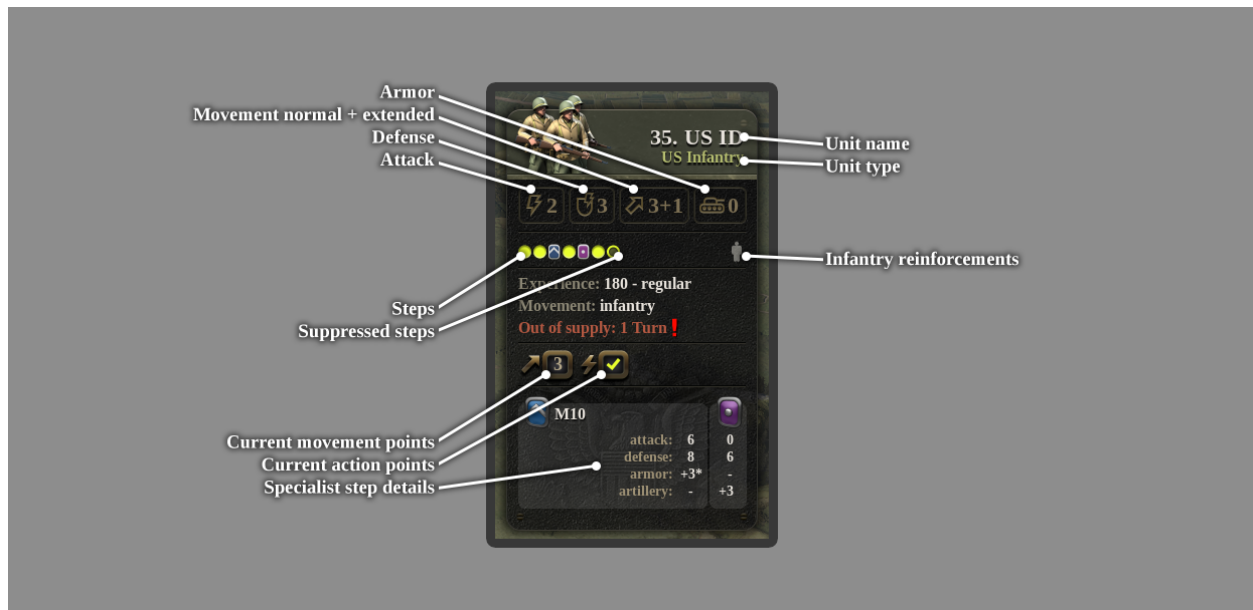 Armor
Movement normal + extended
Defense
Attack
35. US ID
US Infantry
Unit name
Unit type
2
3
3+1
0
Infantry reinforcements
Experience: 180 - regular
Movement: infantry
Out of supply: 1 Turn!
Steps
Suppressed steps
3
M10
attack: 6 0
defense: 8 6
armor: +3* -
artillery: - +3
Current movement points
Current action points
Specialist step details